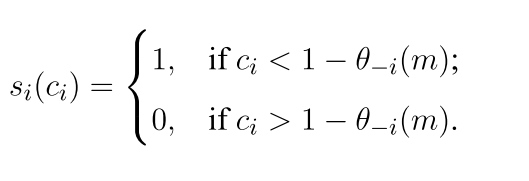 s_i(c_i) = { 1, if c_i < 1 − θ_{−i}(m);
0, if c_i > 1 − θ_{−i}(m).